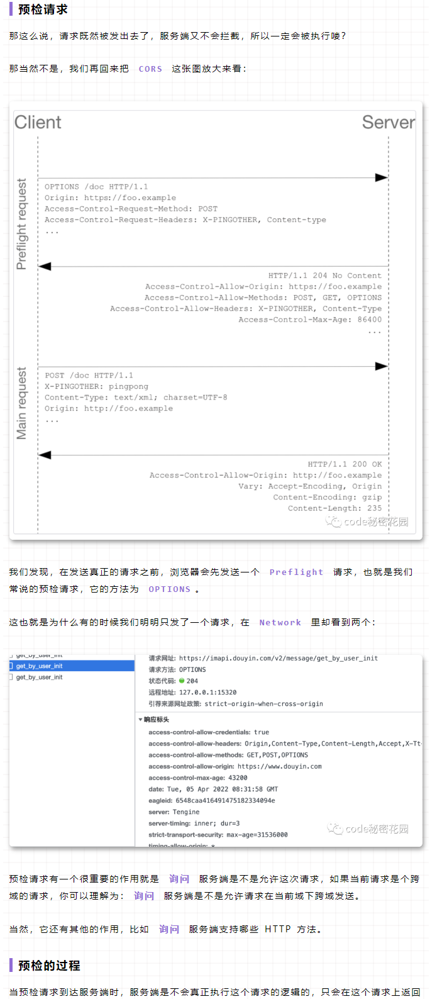 预检请求
那这么说，请求既然被发出去了，服务端又不会拦截，所以一定会被执行喽？
那当然不是，我们再回来把 CORS 这张图放大来看：
Client
Server
Preflight request
OPTIONS /doc HTTP/1.1
Origin: https://foo.example
Access-Control-Request-Method: POST
Access-Control-Request-Headers: X-PINGOTHER, Content-type
...
HTTP/1.1 204 No Content
Access-Control-Allow-Origin: https://foo.example
Access-Control-Allow-Methods: POST, GET, OPTIONS
Access-Control-Allow-Headers: X-PINGOTHER, Content-Type
Access-Control-Max-Age: 86400
...
Main request
POST /doc HTTP/1.1
X-PINGOTHER: pingpong
Content-Type: text/xml; charset=UTF-8
Origin: http://foo.example
...
HTTP/1.1 200 OK
Access-Control-Allow-Origin: http://foo.example
Vary: Accept-Encoding, Origin
Content-Encoding: gzip
Content-Length: 235
code秘密花园
我们发现，在发送真正的请求之前，浏览器会先发送一个 Preflight 请求，也就是我们
常说的预检请求，它的方法为 OPTIONS 。
这也就是为什么有的时候我们明明只发了一个请求，在 Network 里却看到两个：
get_by_user_init
get_by_user_init
get_by_user_init
请求网址: https://imapi.douyin.com/v2/message/get_by_user_init
请求方法: OPTIONS
状态代码: 204
远程地址: 127.0.0.1:15320
引荐来源网址政策: strict-origin-when-cross-origin
▼响应标头
access-control-allow-credentials: true
access-control-allow-headers: Origin,Content-Type,Content-Length,Accept,X-Tt-
access-control-allow-methods: GET,POST,OPTIONS
access-control-allow-origin: https://www.douyin.com
access-control-max-age: 43200
date: Tue, 05 Apr 2022 08:31:58 GMT
eagleid: 6548caa416491475182334094e
server: Tengine
server-timing: inner; dur=3
strict-transport-security: max-age=31536000
timing-allow-origin: *
code秘密花园
预检请求有一个很重要的作用就是 询问 服务端是不是允许这次请求，如果当前请求是个跨
域的请求，你可以理解为： 询问 服务端是不是允许请求在当前域下跨域发送。
当然，它还有其他的作用，比如 询问 服务端支持哪些 HTTP 方法。
预检的过程
当预检请求到达服务端时，服务端是不会真正执行这个请求的逻辑的，只会在这个请求上返回